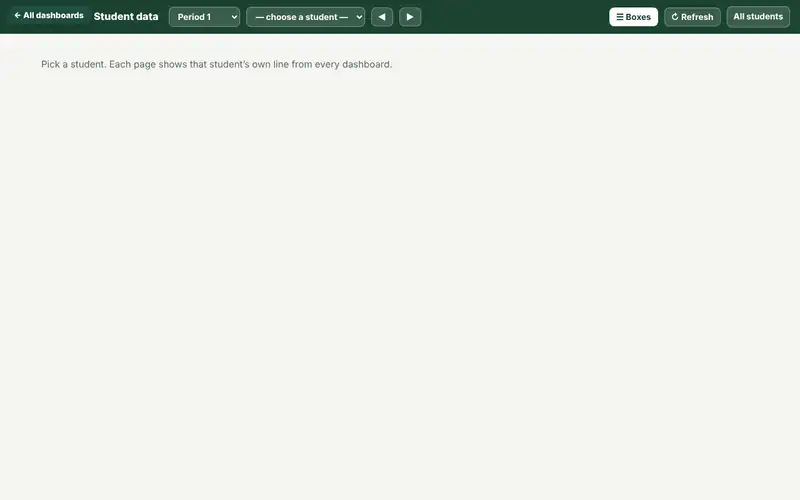 ← All dashboards Student data Period 1 — choose a student — ◀ ▶ ☰ Boxes ↻ Refresh All students
Pick a student. Each page shows that student’s own line from every dashboard.